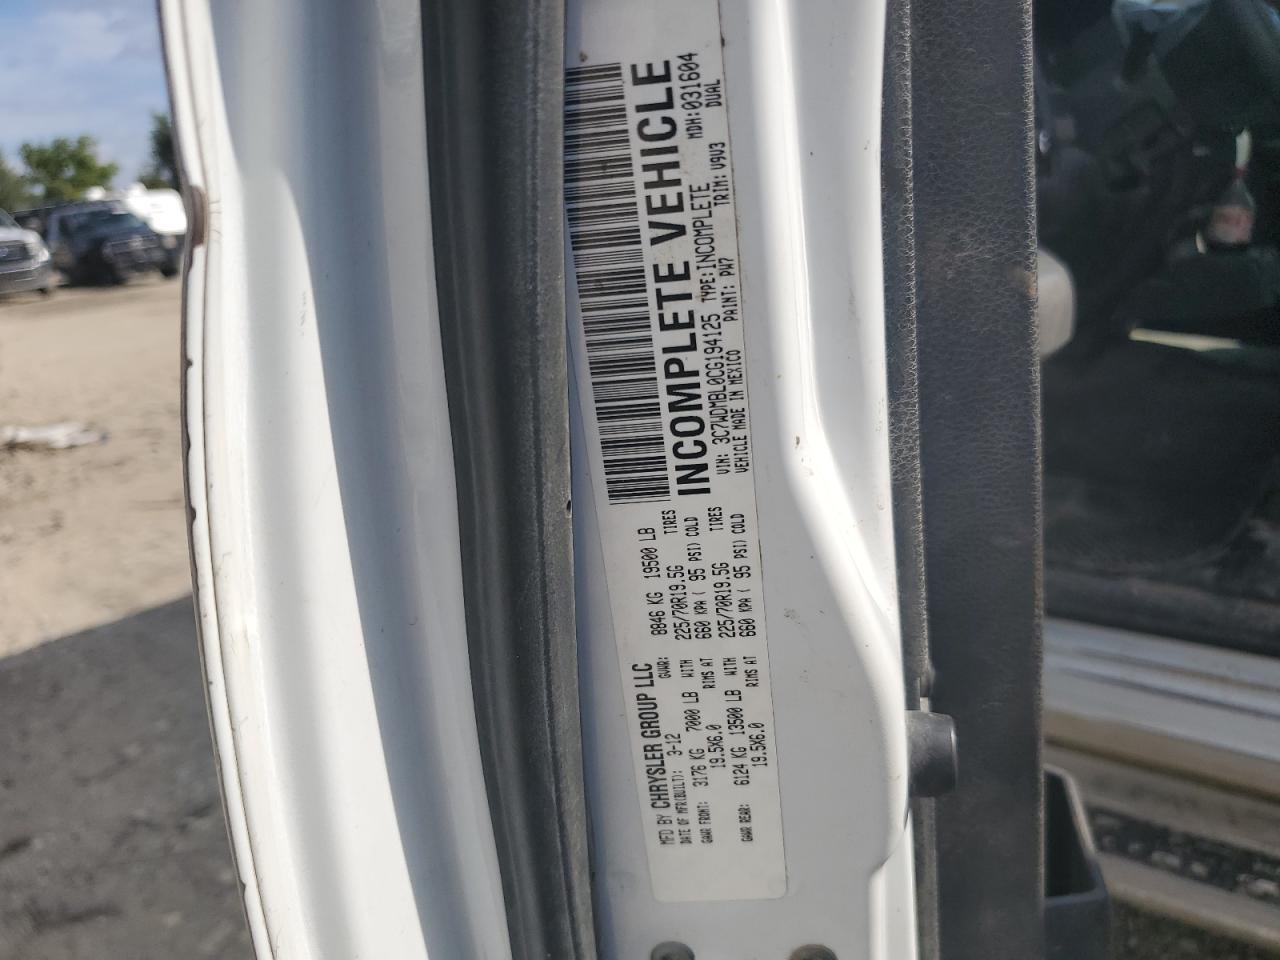 MFD BY CHRYSLER GROUP LLC
DATE OF MFR(BUILT): 3-12 GVWR: 8846 KG 19500 LB
GAWR FRONT: 3176 KG 7000 LB WITH 225/70R19.5G TIRES
19.5X6.0 RIMS AT 660 KPA ( 95 PSI) COLD
GAWR REAR: 6124 KG 13500 LB WITH 225/70R19.5G TIRES
19.5X6.0 RIMS AT 660 KPA ( 95 PSI) COLD
INCOMPLETE VEHICLE
MDH:031604
VIN: 3C7WDMBL0CG194125 TYPE:INCOMPLETE DUAL
VEHICLE MADE IN MEXICO PAINT: PW7 TRIM: V9V3